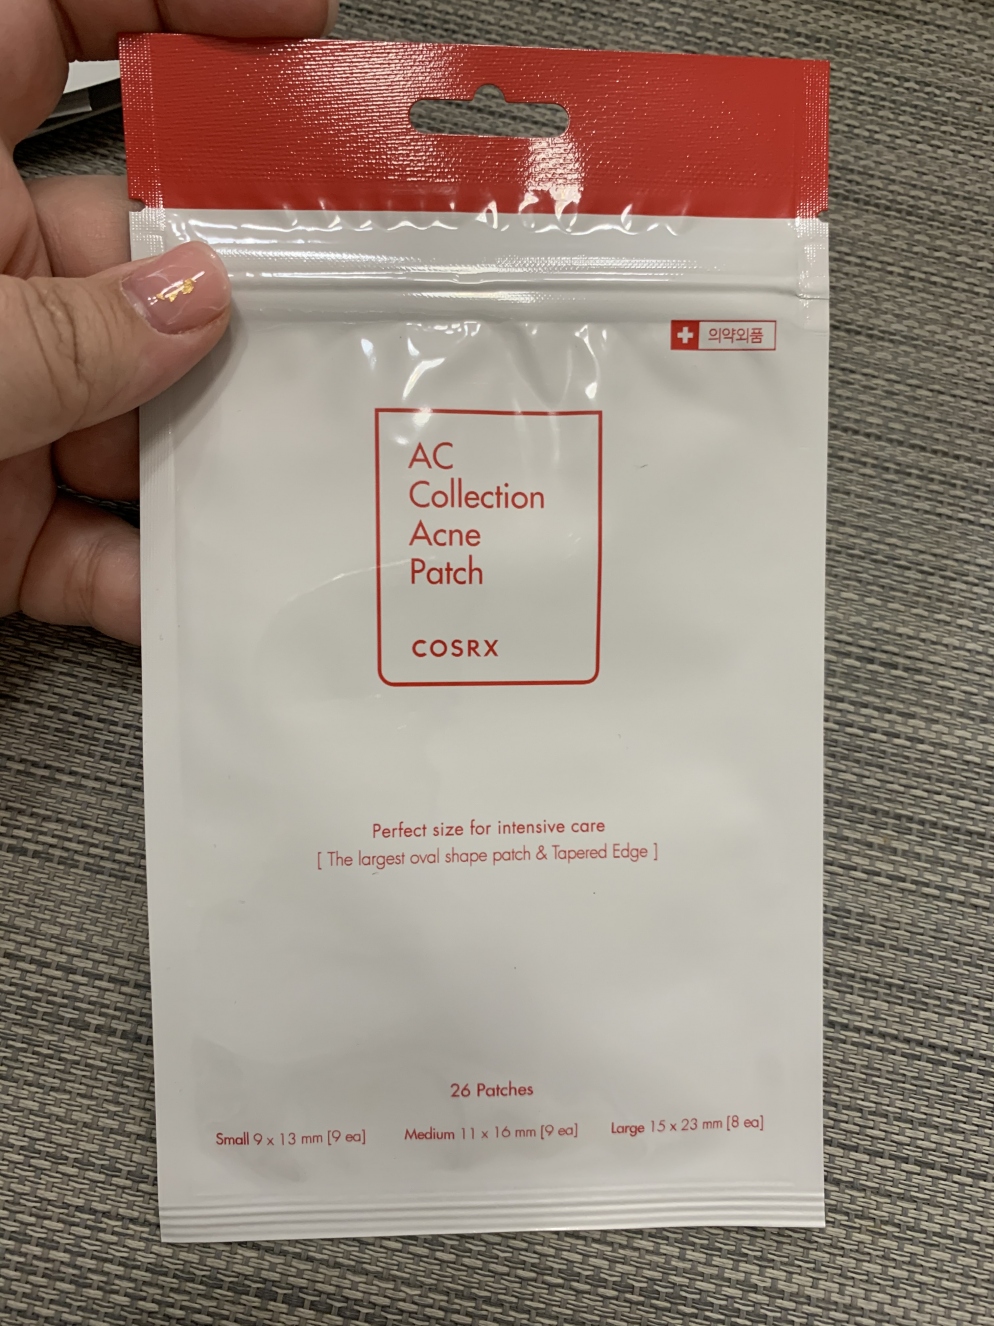 의약외품
AC
Collection
Acne
Patch
COSRX
Perfect size for intensive care
[ The largest oval shape patch & Tapered Edge ]
26 Patches
Small 9 x 13 mm [9 ea] Medium 11 x 16 mm [9 ea] Large 15 x 23 mm [8 ea]